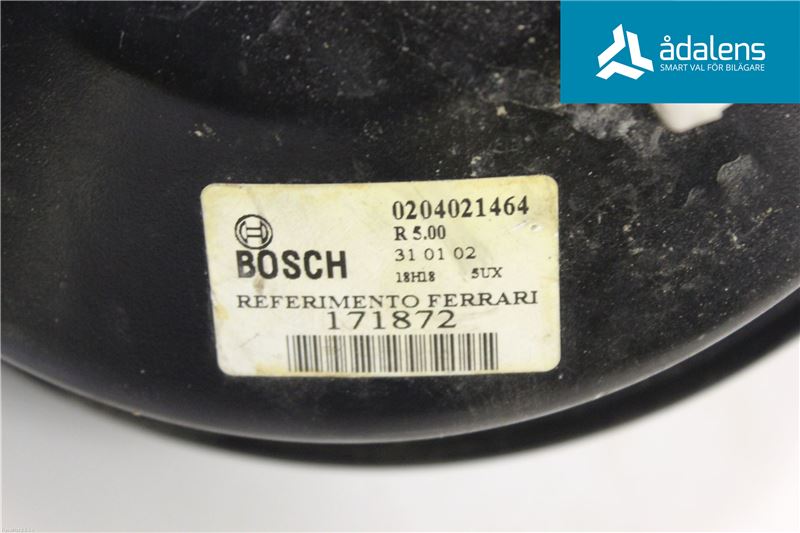 ådalens
SMART VAL FÖR BILÄGARE
0204021464
R 5.00
31 01 02
18H18 5UX
BOSCH
REFERIMENTO FERRARI
171872